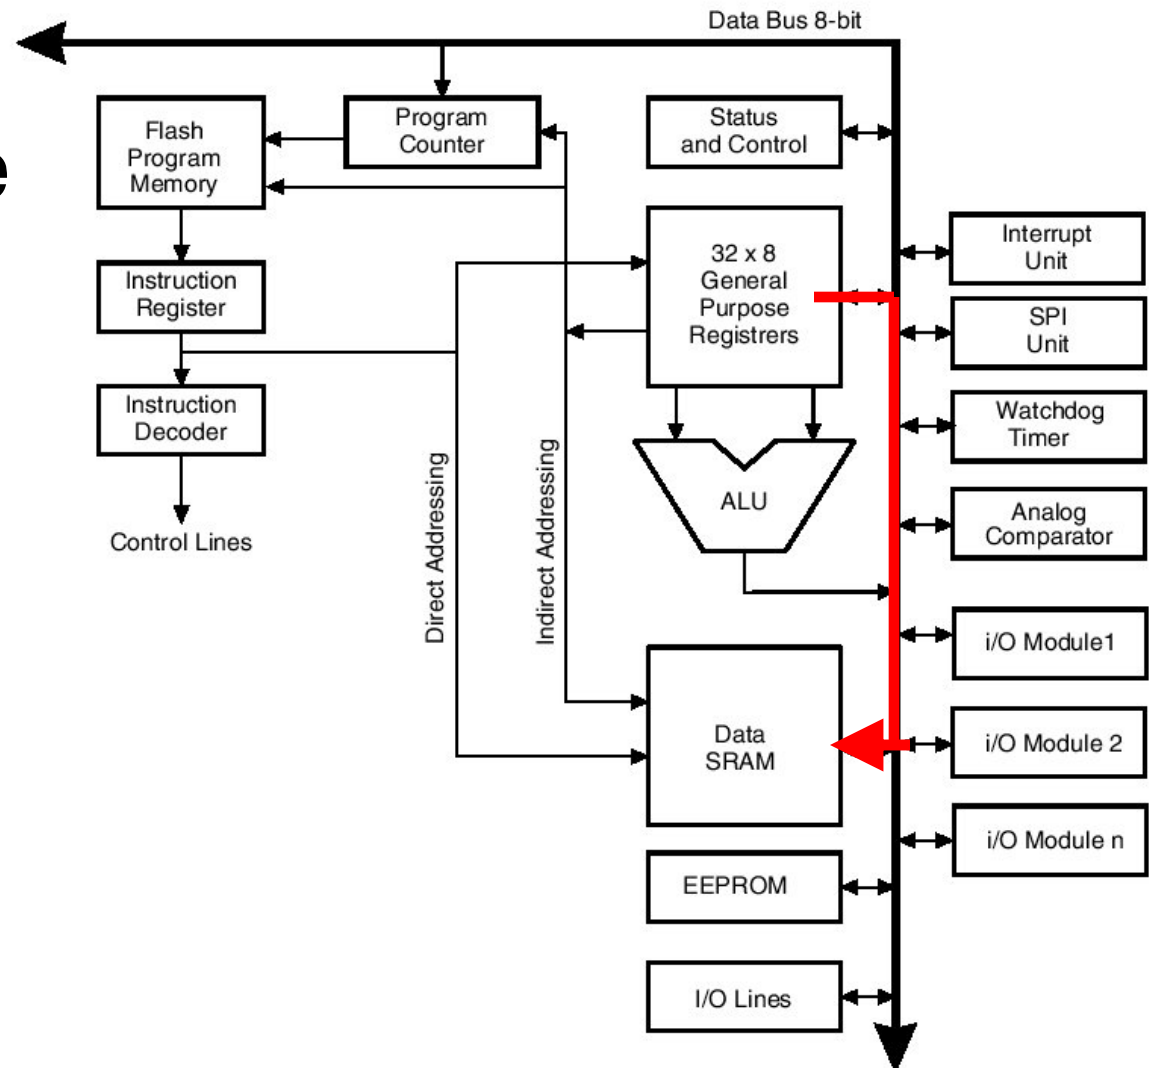 Data Bus 8-bit
Flash
Program
Memory
Program
Counter
Status
and Control
e
32 x 8
General
Purpose
Registrers
Interrupt
Unit
Instruction
Register
SPI
Unit
Instruction
Decoder
Watchdog
Timer
Direct Addressing
Indirect Addressing
ALU
Analog
Comparator
Control Lines
i/O Module1
Data
SRAM
i/O Module 2
i/O Module n
EEPROM
I/O Lines